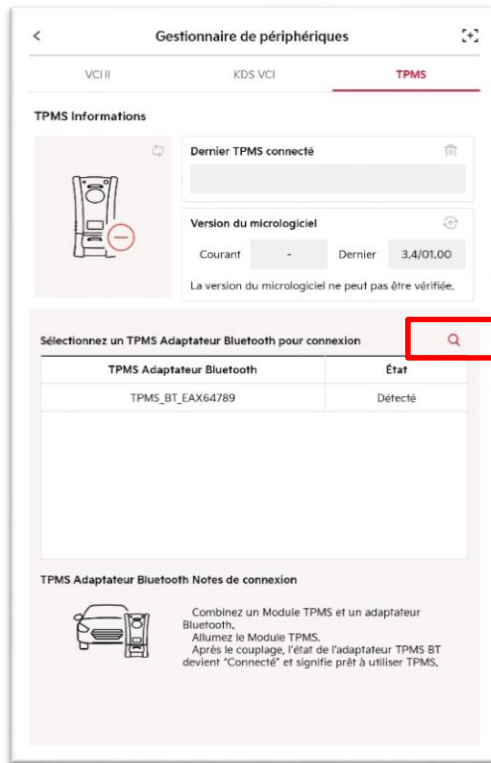 Gestionnaire de périphériques
VCI II KDS VCI TPMS
TPMS Informations
Dernier TPMS connecté
Version du micrologiciel
Courant - Dernier 3.4/01.00
La version du micrologiciel ne peut pas être vérifiée.
Sélectionnez un TPMS Adaptateur Bluetooth pour connexion
TPMS Adaptateur Bluetooth État
TPMS_BT_EAX64789 Détecté
TPMS Adaptateur Bluetooth Notes de connexion
Combinez un Module TPMS et un adaptateur
Bluetooth.
Allumez le Module TPMS.
Après le couplage, l'état de l'adaptateur TPMS BT
devient "Connecté" et signifie prêt à utiliser TPMS.